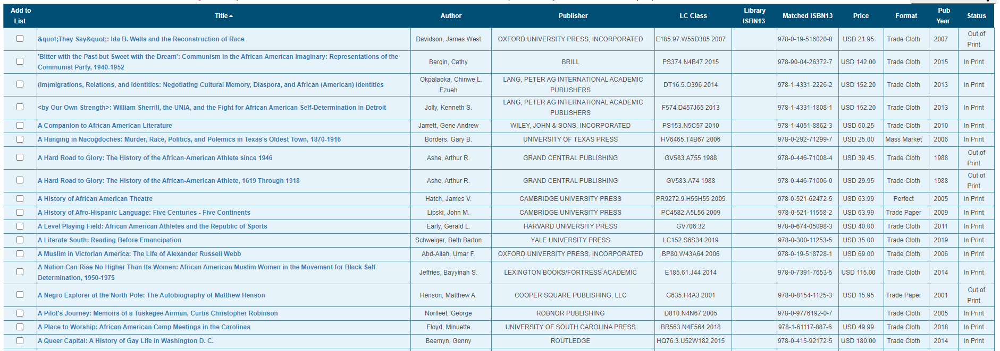 Add to List Title Author Publisher LC Class Library ISBN13 Matched ISBN13 Price Format Pub Year Status
&quot;They Say&quot;: Ida B. Wells and the Reconstruction of Race Davidson, James West OXFORD UNIVERSITY PRESS, INCORPORATED E185.97.W55D385 2007 978-0-19-516020-8 USD 21.95 Trade Cloth 2007 Out of Print
'Bitter with the Past but Sweet with the Dream': Communism in the African American Imaginary: Representations of the Communist Party, 1940-1952 Bergin, Cathy BRILL PS374.N4B47 2015 978-90-04-26372-7 USD 142.00 Trade Cloth 2015 In Print
(Im)migrations, Relations, and Identities: Negotiating Cultural Memory, Diaspora, and African (American) Identities Okpalaoka, Chinwe L. Ezueh LANG, PETER AG INTERNATIONAL ACADEMIC PUBLISHERS DT16.5.O396 2014 978-1-4331-2226-2 USD 152.20 Trade Cloth 2013 In Print
<by Our Own Strength>: William Sherrill, the UNIA, and the Fight for African American Self-Determination in Detroit Jolly, Kenneth S. LANG, PETER AG INTERNATIONAL ACADEMIC PUBLISHERS F574.D457J65 2013 978-1-4331-1808-1 USD 152.20 Trade Cloth 2013 In Print
A Companion to African American Literature Jarrett, Gene Andrew WILEY, JOHN & SONS, INCORPORATED PS153.N5C57 2010 978-1-4051-8862-3 USD 60.25 Trade Cloth 2010 In Print
A Hanging in Nacogdoches: Murder, Race, Politics, and Polemics in Texas's Oldest Town, 1870-1916 Borders, Gary B. UNIVERSITY OF TEXAS PRESS HV6465.T4B67 2006 978-0-292-71299-7 USD 25.00 Mass Market 2006 In Print
A Hard Road to Glory: The History of the African-American Athlete since 1946 Ashe, Arthur R. GRAND CENTRAL PUBLISHING GV583.A755 1988 978-0-446-71008-4 USD 39.45 Trade Cloth 1988 Out of Print
A Hard Road to Glory: The History of the African-American Athlete, 1619 Through 1918 Ashe, Arthur R. GRAND CENTRAL PUBLISHING GV583.A74 1988 978-0-446-71006-0 USD 29.95 Trade Cloth 1988 Out of Print
A History of African American Theatre Hatch, James V. CAMBRIDGE UNIVERSITY PRESS PR9272.9.H55H55 2005 978-0-521-62472-5 USD 63.99 Perfect 2005 In Print
A History of Afro-Hispanic Language: Five Centuries - Five Continents Lipski, John M. CAMBRIDGE UNIVERSITY PRESS PC4582.A5L56 2009 978-0-521-11558-2 USD 63.99 Trade Paper 2009 In Print
A Level Playing Field: African American Athletes and the Republic of Sports Early, Gerald L. HARVARD UNIVERSITY PRESS GV706.32 978-0-674-05098-3 USD 40.00 Trade Cloth 2011 In Print
A Literate South: Reading Before Emancipation Schweiger, Beth Barton YALE UNIVERSITY PRESS LC152.S6S34 2019 978-0-300-11253-5 USD 35.00 Trade Cloth 2019 In Print
A Muslim in Victorian America: The Life of Alexander Russell Webb Abd-Allah, Umar F. OXFORD UNIVERSITY PRESS, INCORPORATED BP80.W43A64 2006 978-0-19-518728-1 USD 69.00 Trade Cloth 2006 In Print
A Nation Can Rise No Higher Than Its Women: African American Muslim Women in the Movement for Black Self-Determination, 1950-1975 Jeffries, Bayyinah S. LEXINGTON BOOKS/FORTRESS ACADEMIC E185.61.J44 2014 978-0-7391-7653-5 USD 115.00 Trade Cloth 2014 In Print
A Negro Explorer at the North Pole: The Autobiography of Matthew Henson Henson, Matthew A. COOPER SQUARE PUBLISHING, LLC G635.H4A3 2001 978-0-8154-1125-3 USD 15.95 Trade Paper 2001 Out of Print
A Pilot's Journey: Memoirs of a Tuskegee Airman, Curtis Christopher Robinson Norfleet, George ROBNOR PUBLISHING D810.N4N67 2005 978-0-9776192-0-7 Trade Cloth 2005 In Print
A Place to Worship: African American Camp Meetings in the Carolinas Floyd, Minuette UNIVERSITY OF SOUTH CAROLINA PRESS BR563.N4F564 2018 978-1-61117-887-6 USD 49.99 Trade Cloth 2018 In Print
A Queer Capital: A History of Gay Life in Washington D. C. Beemyn, Genny ROUTLEDGE HQ76.3.U52W182 2015 978-0-415-92172-5 USD 180.00 Trade Cloth 2014 In Print